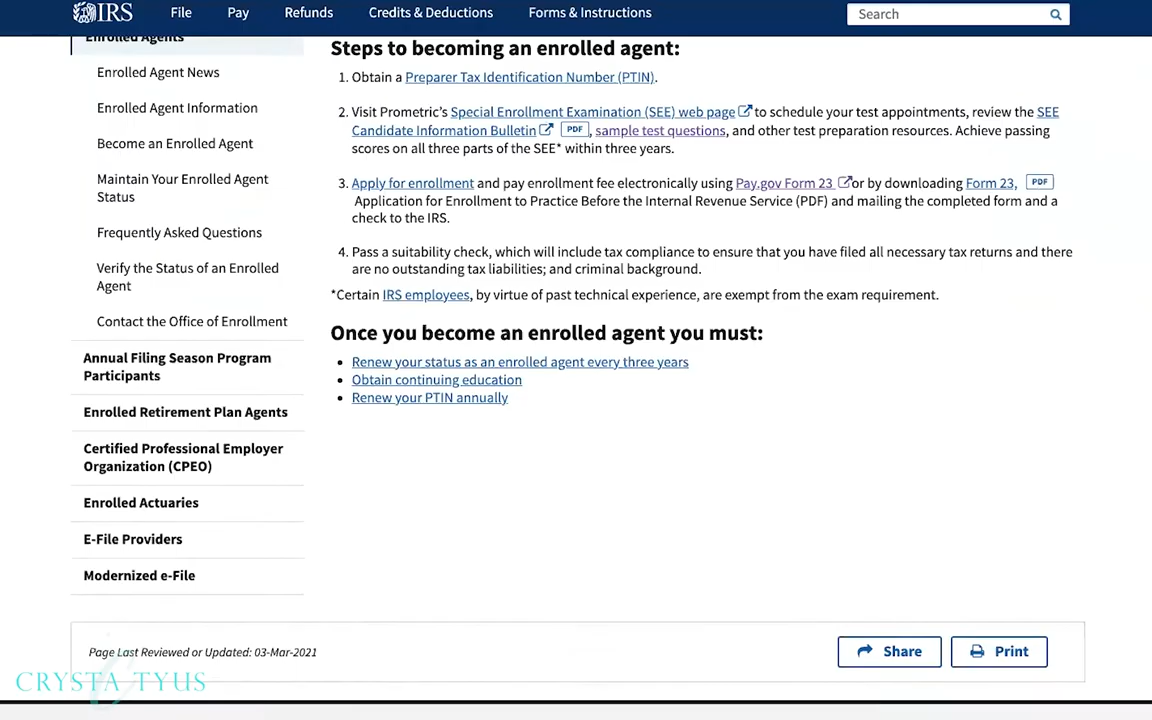 IRS File Pay Refunds Credits & Deductions Forms & Instructions Search
Enrolled Agents
Enrolled Agent News
Enrolled Agent Information
Become an Enrolled Agent
Maintain Your Enrolled Agent
Status
Frequently Asked Questions
Verify the Status of an Enrolled
Agent
Contact the Office of Enrollment
Annual Filing Season Program
Participants
Enrolled Retirement Plan Agents
Certified Professional Employer
Organization (CPEO)
Enrolled Actuaries
E-File Providers
Modernized e-File
Steps to becoming an enrolled agent:
1. Obtain a Preparer Tax Identification Number (PTIN).
2. Visit Prometric's Special Enrollment Examination (SEE) web page to schedule your test appointments, review the SEE
Candidate Information Bulletin PDF, sample test questions, and other test preparation resources. Achieve passing
scores on all three parts of the SEE* within three years.
3. Apply for enrollment and pay enrollment fee electronically using Pay.gov Form 23 or by downloading Form 23, PDF
Application for Enrollment to Practice Before the Internal Revenue Service (PDF) and mailing the completed form and a
check to the IRS.
4. Pass a suitability check, which will include tax compliance to ensure that you have filed all necessary tax returns and there
are no outstanding tax liabilities; and criminal background.
*Certain IRS employees, by virtue of past technical experience, are exempt from the exam requirement.
Once you become an enrolled agent you must:
• Renew your status as an enrolled agent every three years
• Obtain continuing education
• Renew your PTIN annually
Page Last Reviewed or Updated: 03-Mar-2021
Share Print
CRYSTA TYUS